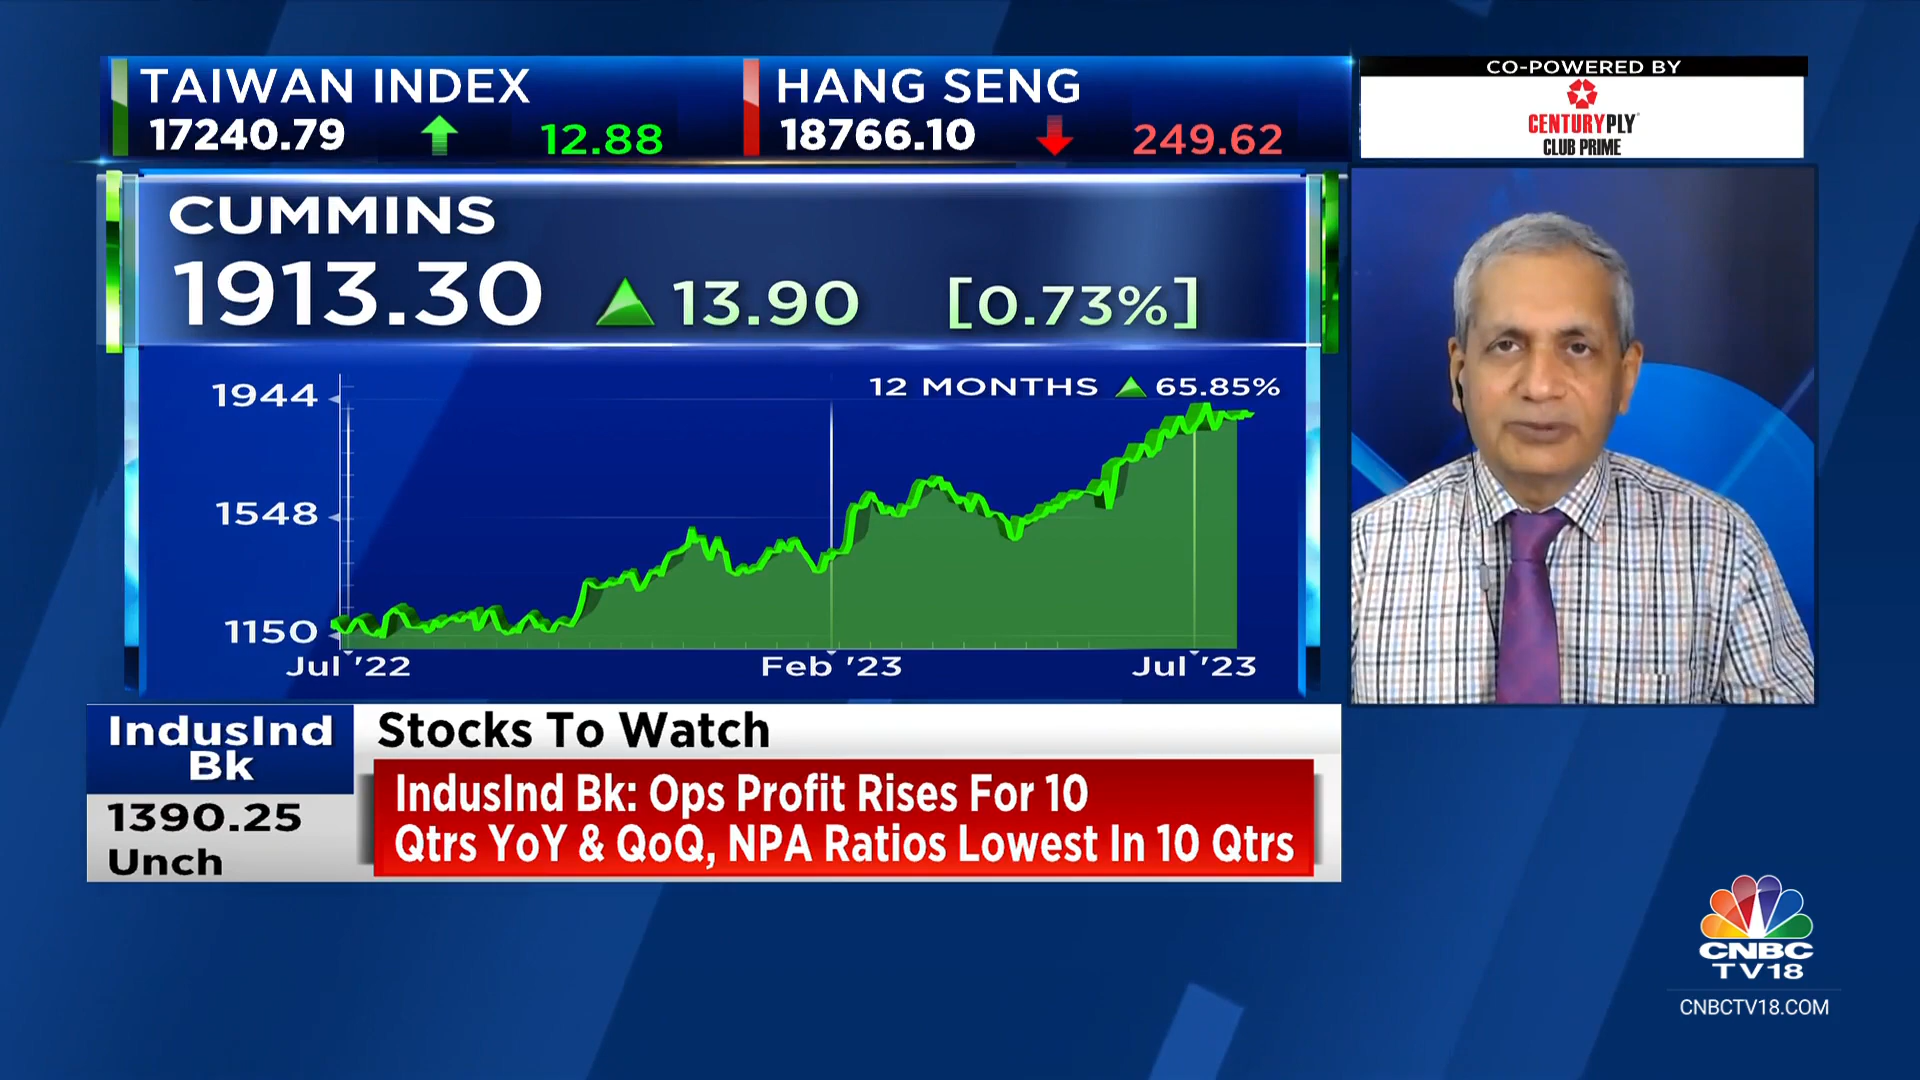 TAIWAN INDEX
17240.79 12.88
HANG SENG
18766.10 249.62
CO-POWERED BY
CENTURYPLY
CLUB PRIME
CUMMINS
1913.30 13.90 [0.73%]
12 MONTHS 65.85%
1944
1548
1150
Jul '22 Feb '23 Jul '23
IndusInd
Bk
1390.25
Unch
Stocks To Watch
IndusInd Bk: Ops Profit Rises For 10
Qtrs YoY & QoQ, NPA Ratios Lowest In 10 Qtrs
CNBC
TV18
CNBCTV18.COM